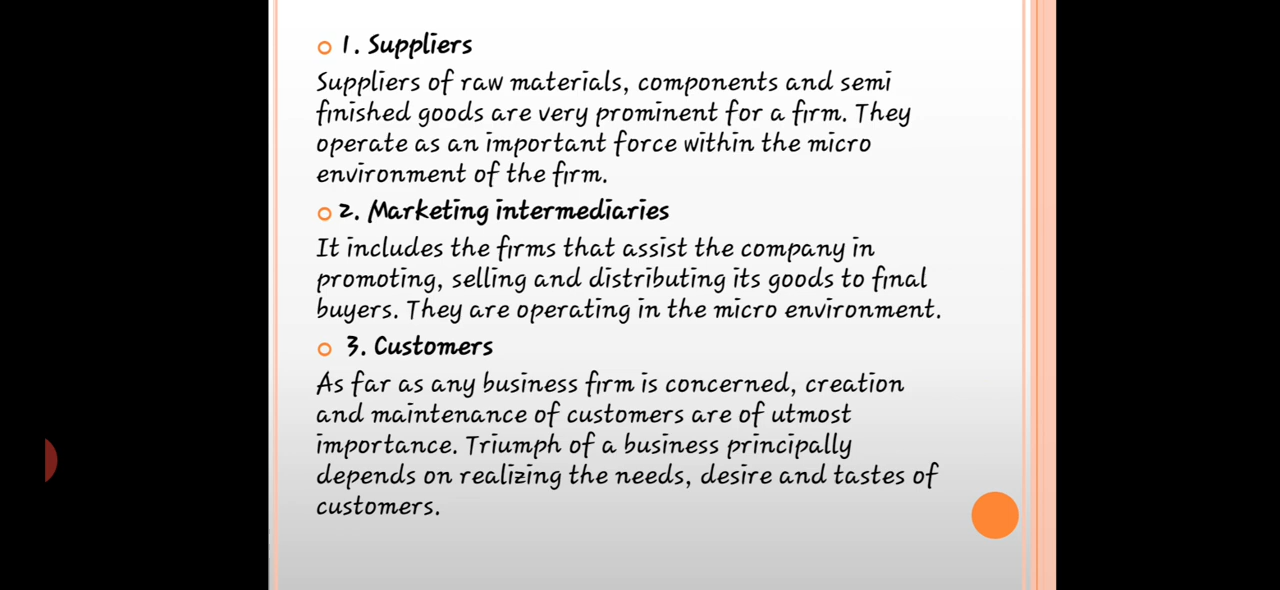 1. Suppliers
Suppliers of raw materials, components and semi
finished goods are very prominent for a firm. They
operate as an important force within the micro
environment of the firm.
2. Marketing intermediaries
It includes the firms that assist the company in
promoting, selling and distributing its goods to final
buyers. They are operating in the micro environment.
3. Customers
As far as any business firm is concerned, creation
and maintenance of customers are of utmost
importance. Triumph of a business principally
depends on realizing the needs, desire and tastes of
customers.